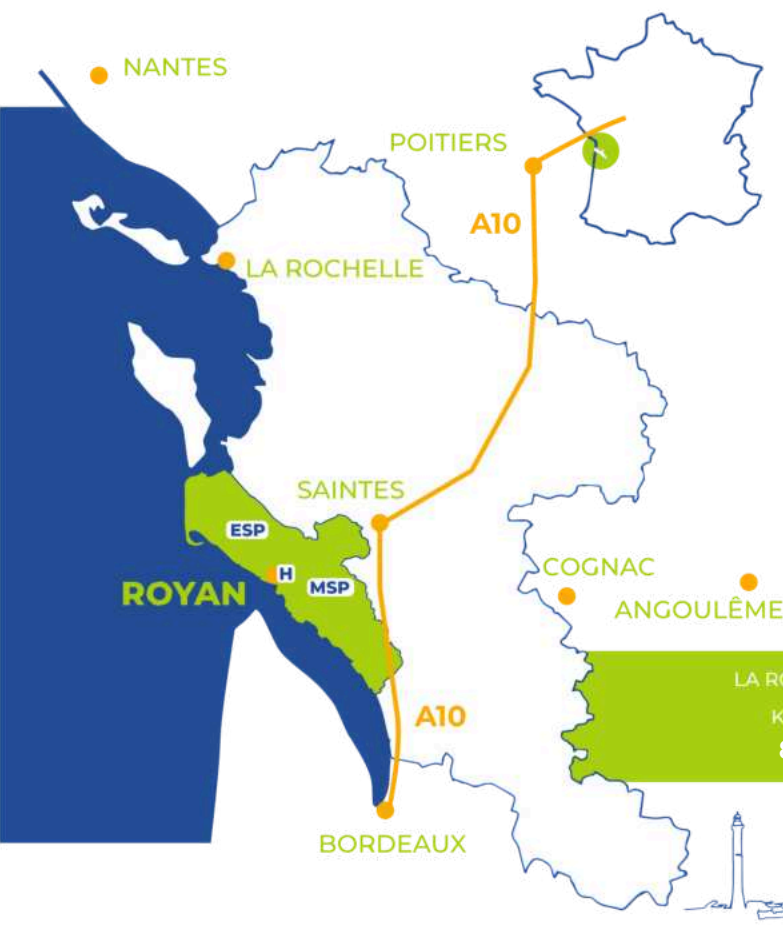 NANTES
POITIERS
A10
LA ROCHELLE
SAINTES
ESP
H
MSP
ROYAN
COGNAC
ANGOULÊME
A10
BORDEAUX